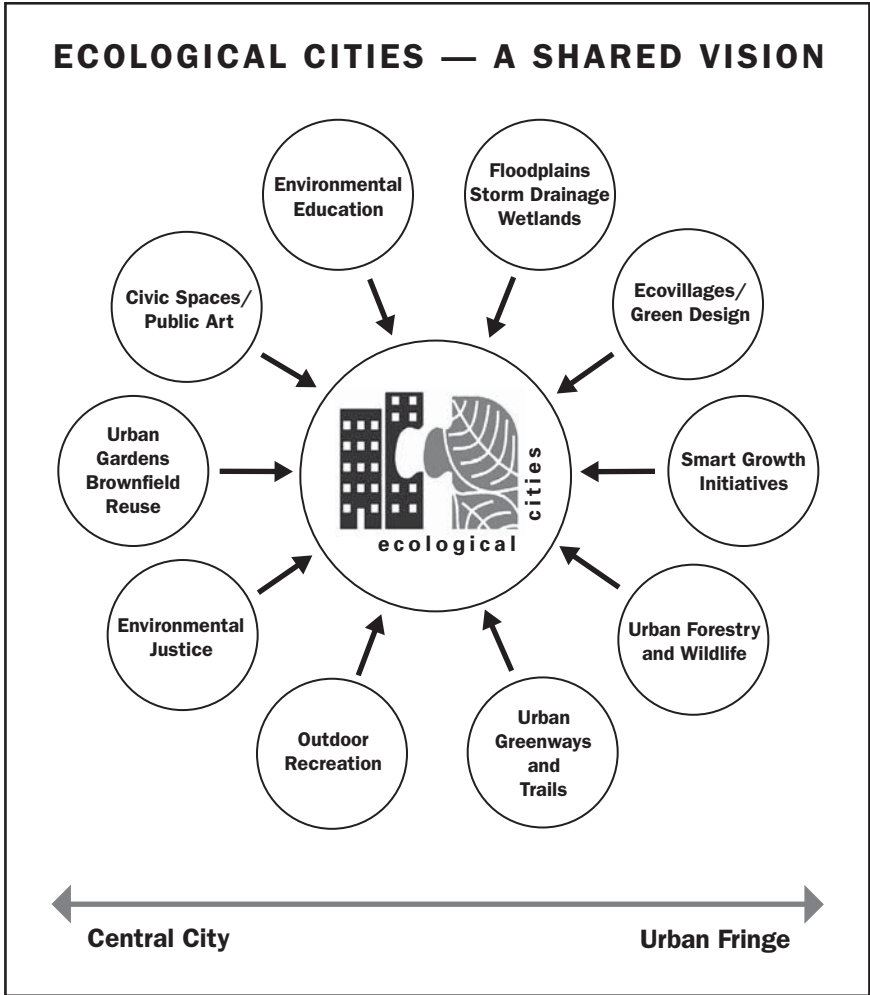 ECOLOGICAL CITIES — A SHARED VISION
Environmental
Education
Floodplains
Storm Drainage
Wetlands
Civic Spaces/
Public Art
Ecovillages/
Green Design
Urban
Gardens
Brownfield
Reuse
Smart Growth
Initiatives
ecological
cities
Environmental
Justice
Urban Forestry
and Wildlife
Outdoor
Recreation
Urban
Greenways
and
Trails
Central City
Urban Fringe